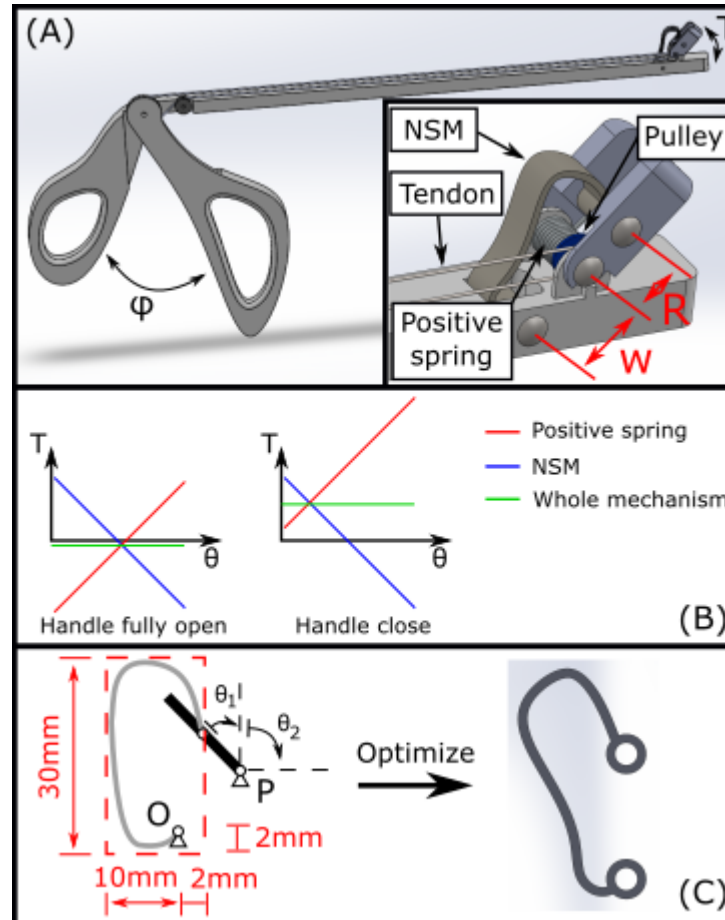 (A)
T
NSM
Pulley
Tendon
φ
Positive
spring
R
w
T
T
Positive spring
NSM
Whole mechanism
θ
θ
Handle fully open
Handle close
(B)
30mm
θ1
θ2
Optimize
P
O
2mm
10mm
2mm
(C)